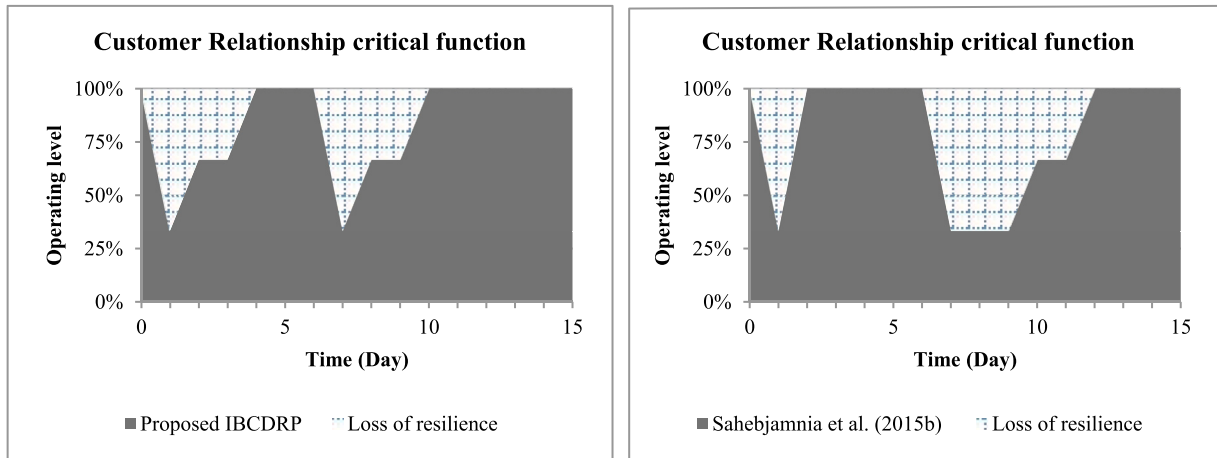 Customer Relationship critical function
100%
75%
50%
25%
0%
Operating level
0 5 10 15
Time (Day)
Proposed IBCDRP Loss of resilience
Customer Relationship critical function
100%
75%
50%
25%
0%
Operating level
0 5 10 15
Time (Day)
Sahebjamnia et al. (2015b) Loss of resilience